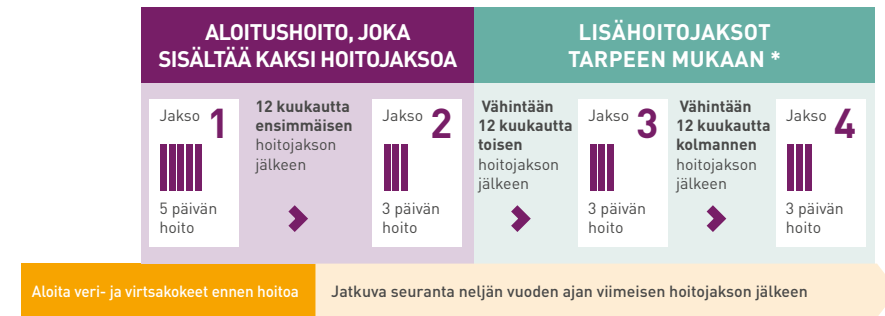 ALOITUSHOITO, JOKA
SISÄLTÄÄ KAKSI HOITOJAKSOA
LISÄHOITOJAKSOT
TARPEEN MUKAAN *
Jakso 1
5 päivän
hoito
12 kuukautta
ensimmäisen
hoitojakson
jälkeen
Jakso 2
3 päivän
hoito
Vähintään
12 kuukautta
toisen
hoitojakson
jälkeen
Jakso 3
3 päivän
hoito
Vähintään
12 kuukautta
kolmannen
hoitojakson
jälkeen
Jakso 4
3 päivän
hoito
Aloita veri- ja virtsakokeet ennen hoitoa
Jatkuva seuranta neljän vuoden ajan viimeisen hoitojakson jälkeen